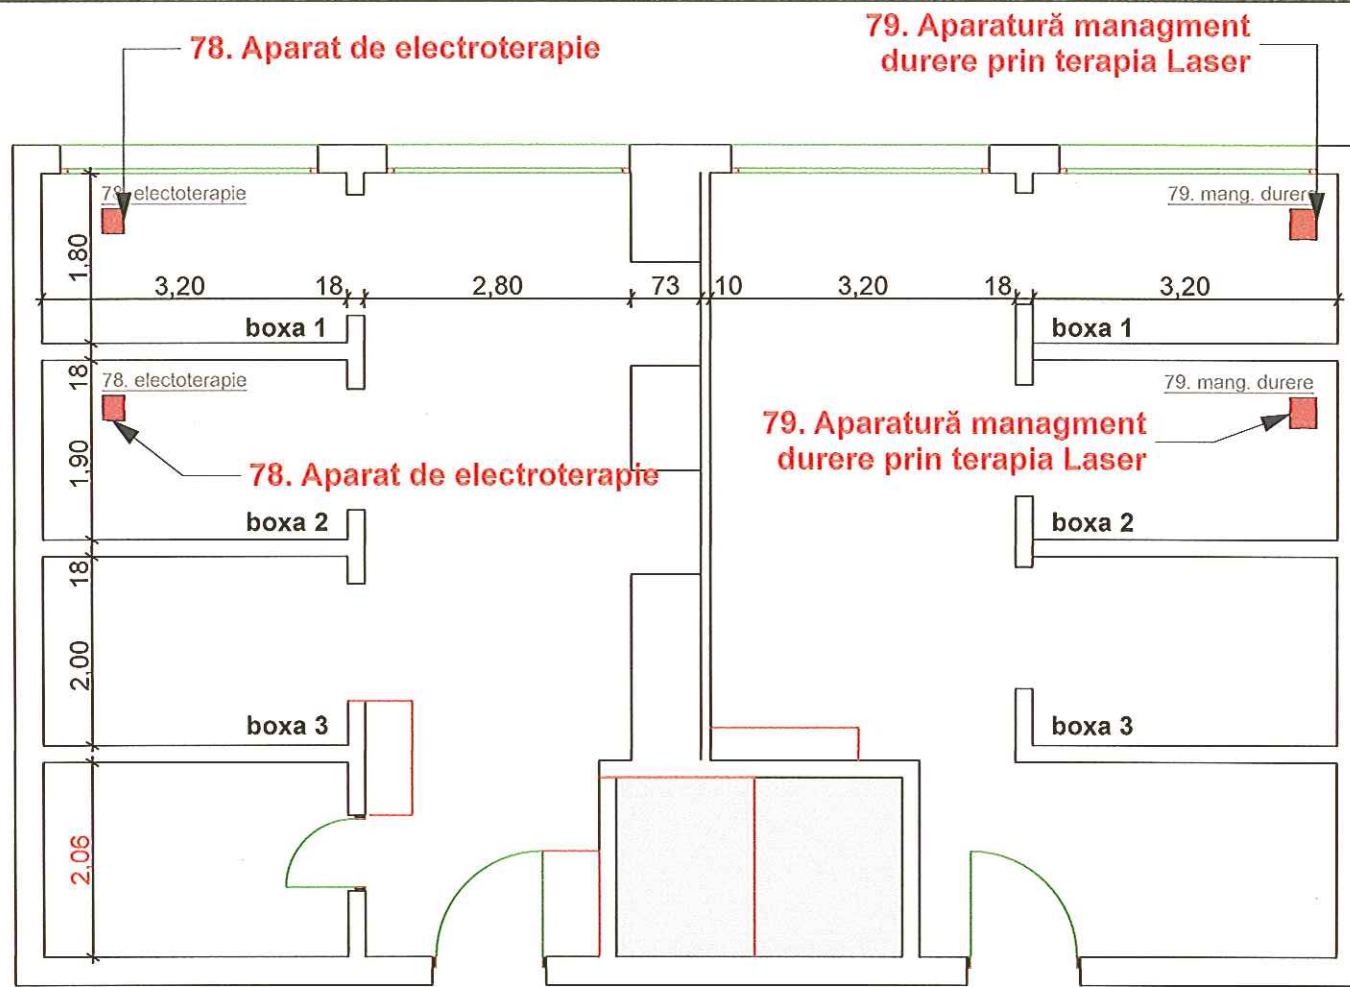 78. Aparat de electroterapie
79. Aparatură managment
durere prin terapia Laser
78. electoterapie
79. mang. durere
1,80
3,20
18
2,80
73
10
3,20
18
3,20
boxa 1
boxa 1
18
78. electoterapie
79. mang. durere
79. Aparatură managment
durere prin terapia Laser
1,90
78. Aparat de electroterapie
boxa 2
boxa 2
18
2,00
boxa 3
boxa 3
2,06